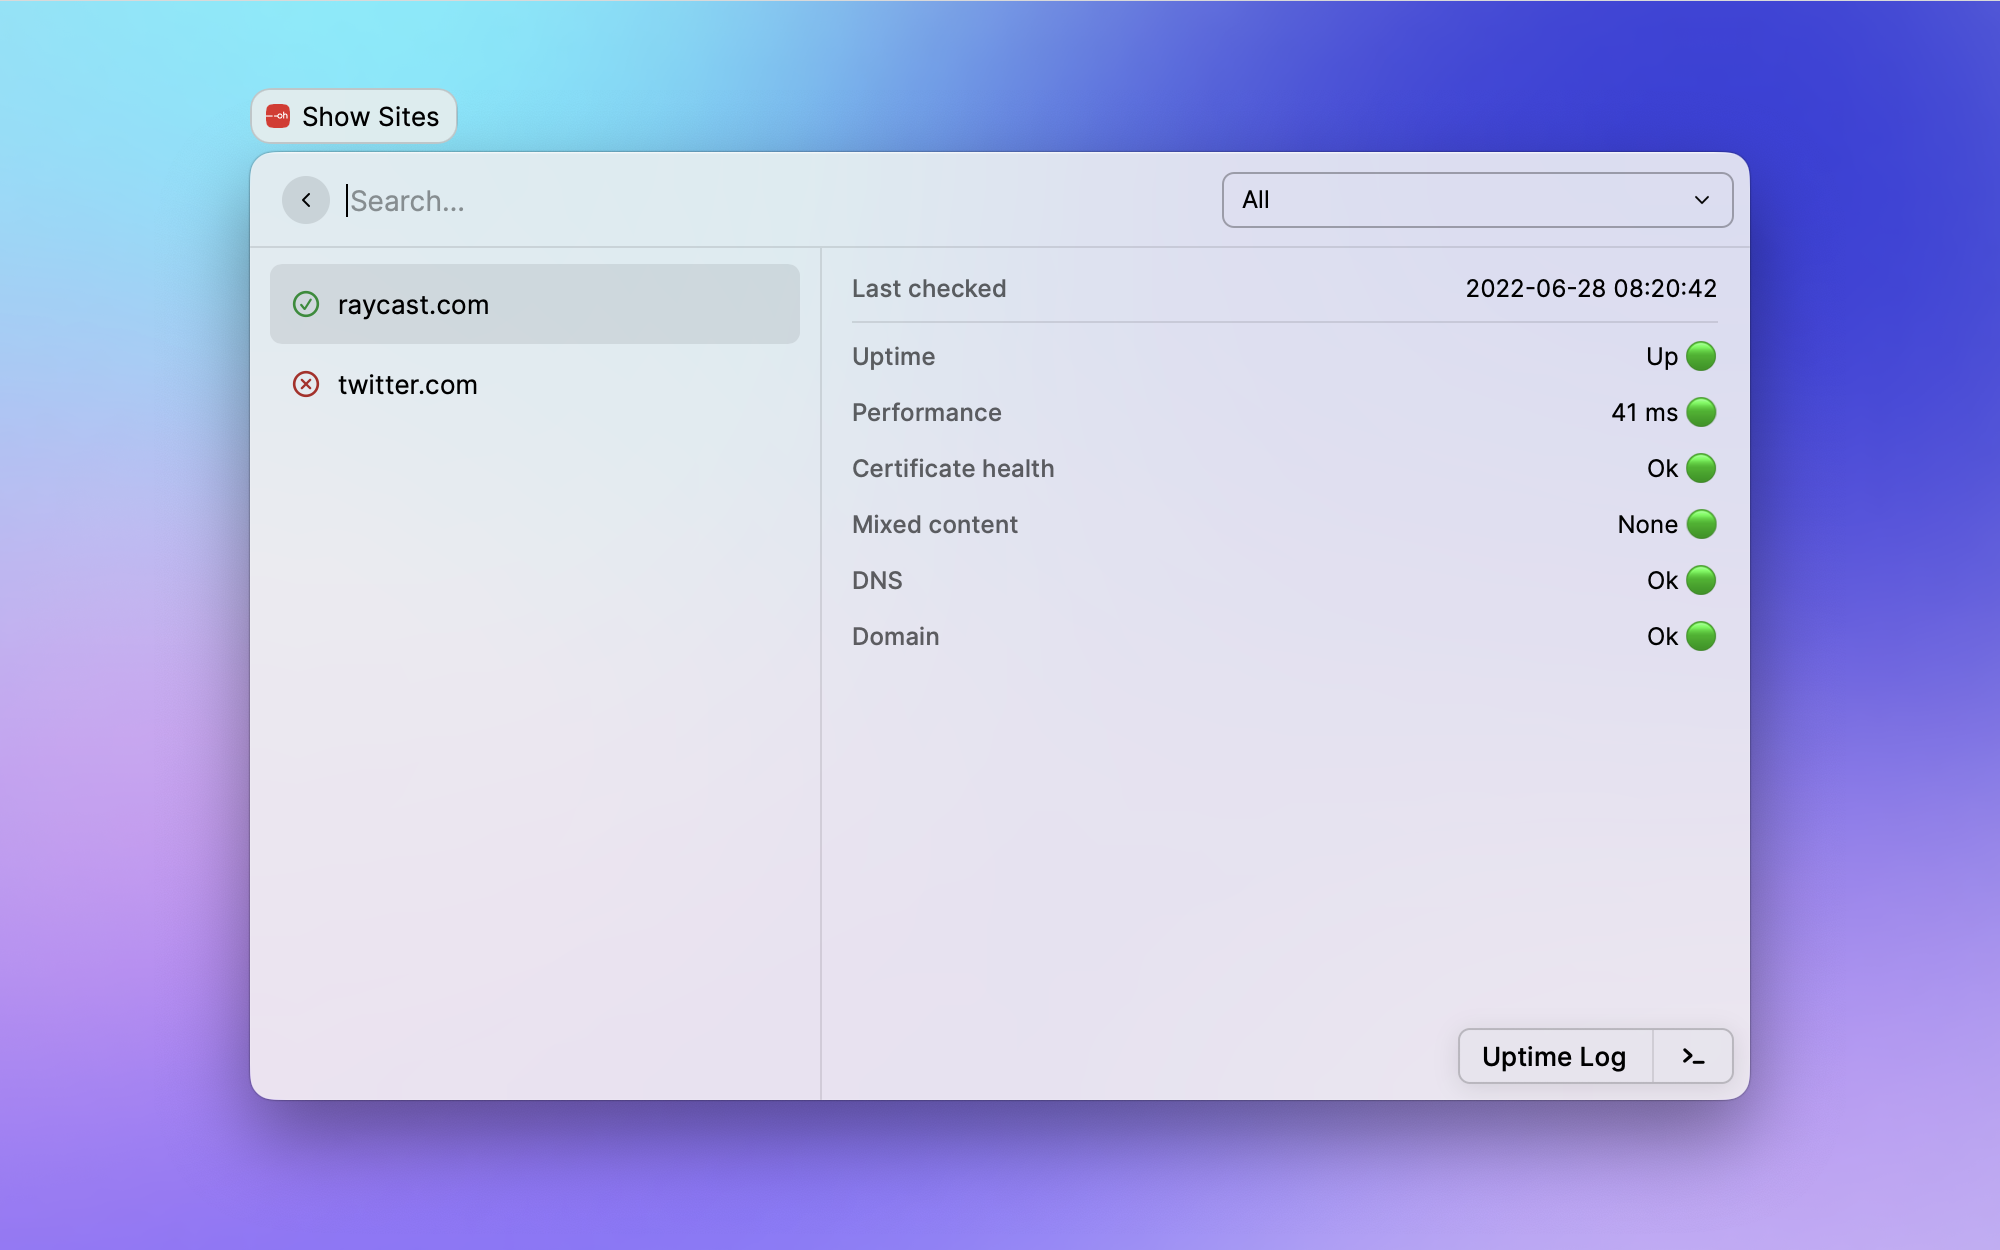 Show Sites
Search...
All
raycast.com
twitter.com
Last checked 2022-06-28 08:20:42
Uptime Up
Performance 41 ms
Certificate health Ok
Mixed content None
DNS Ok
Domain Ok
Uptime Log >_